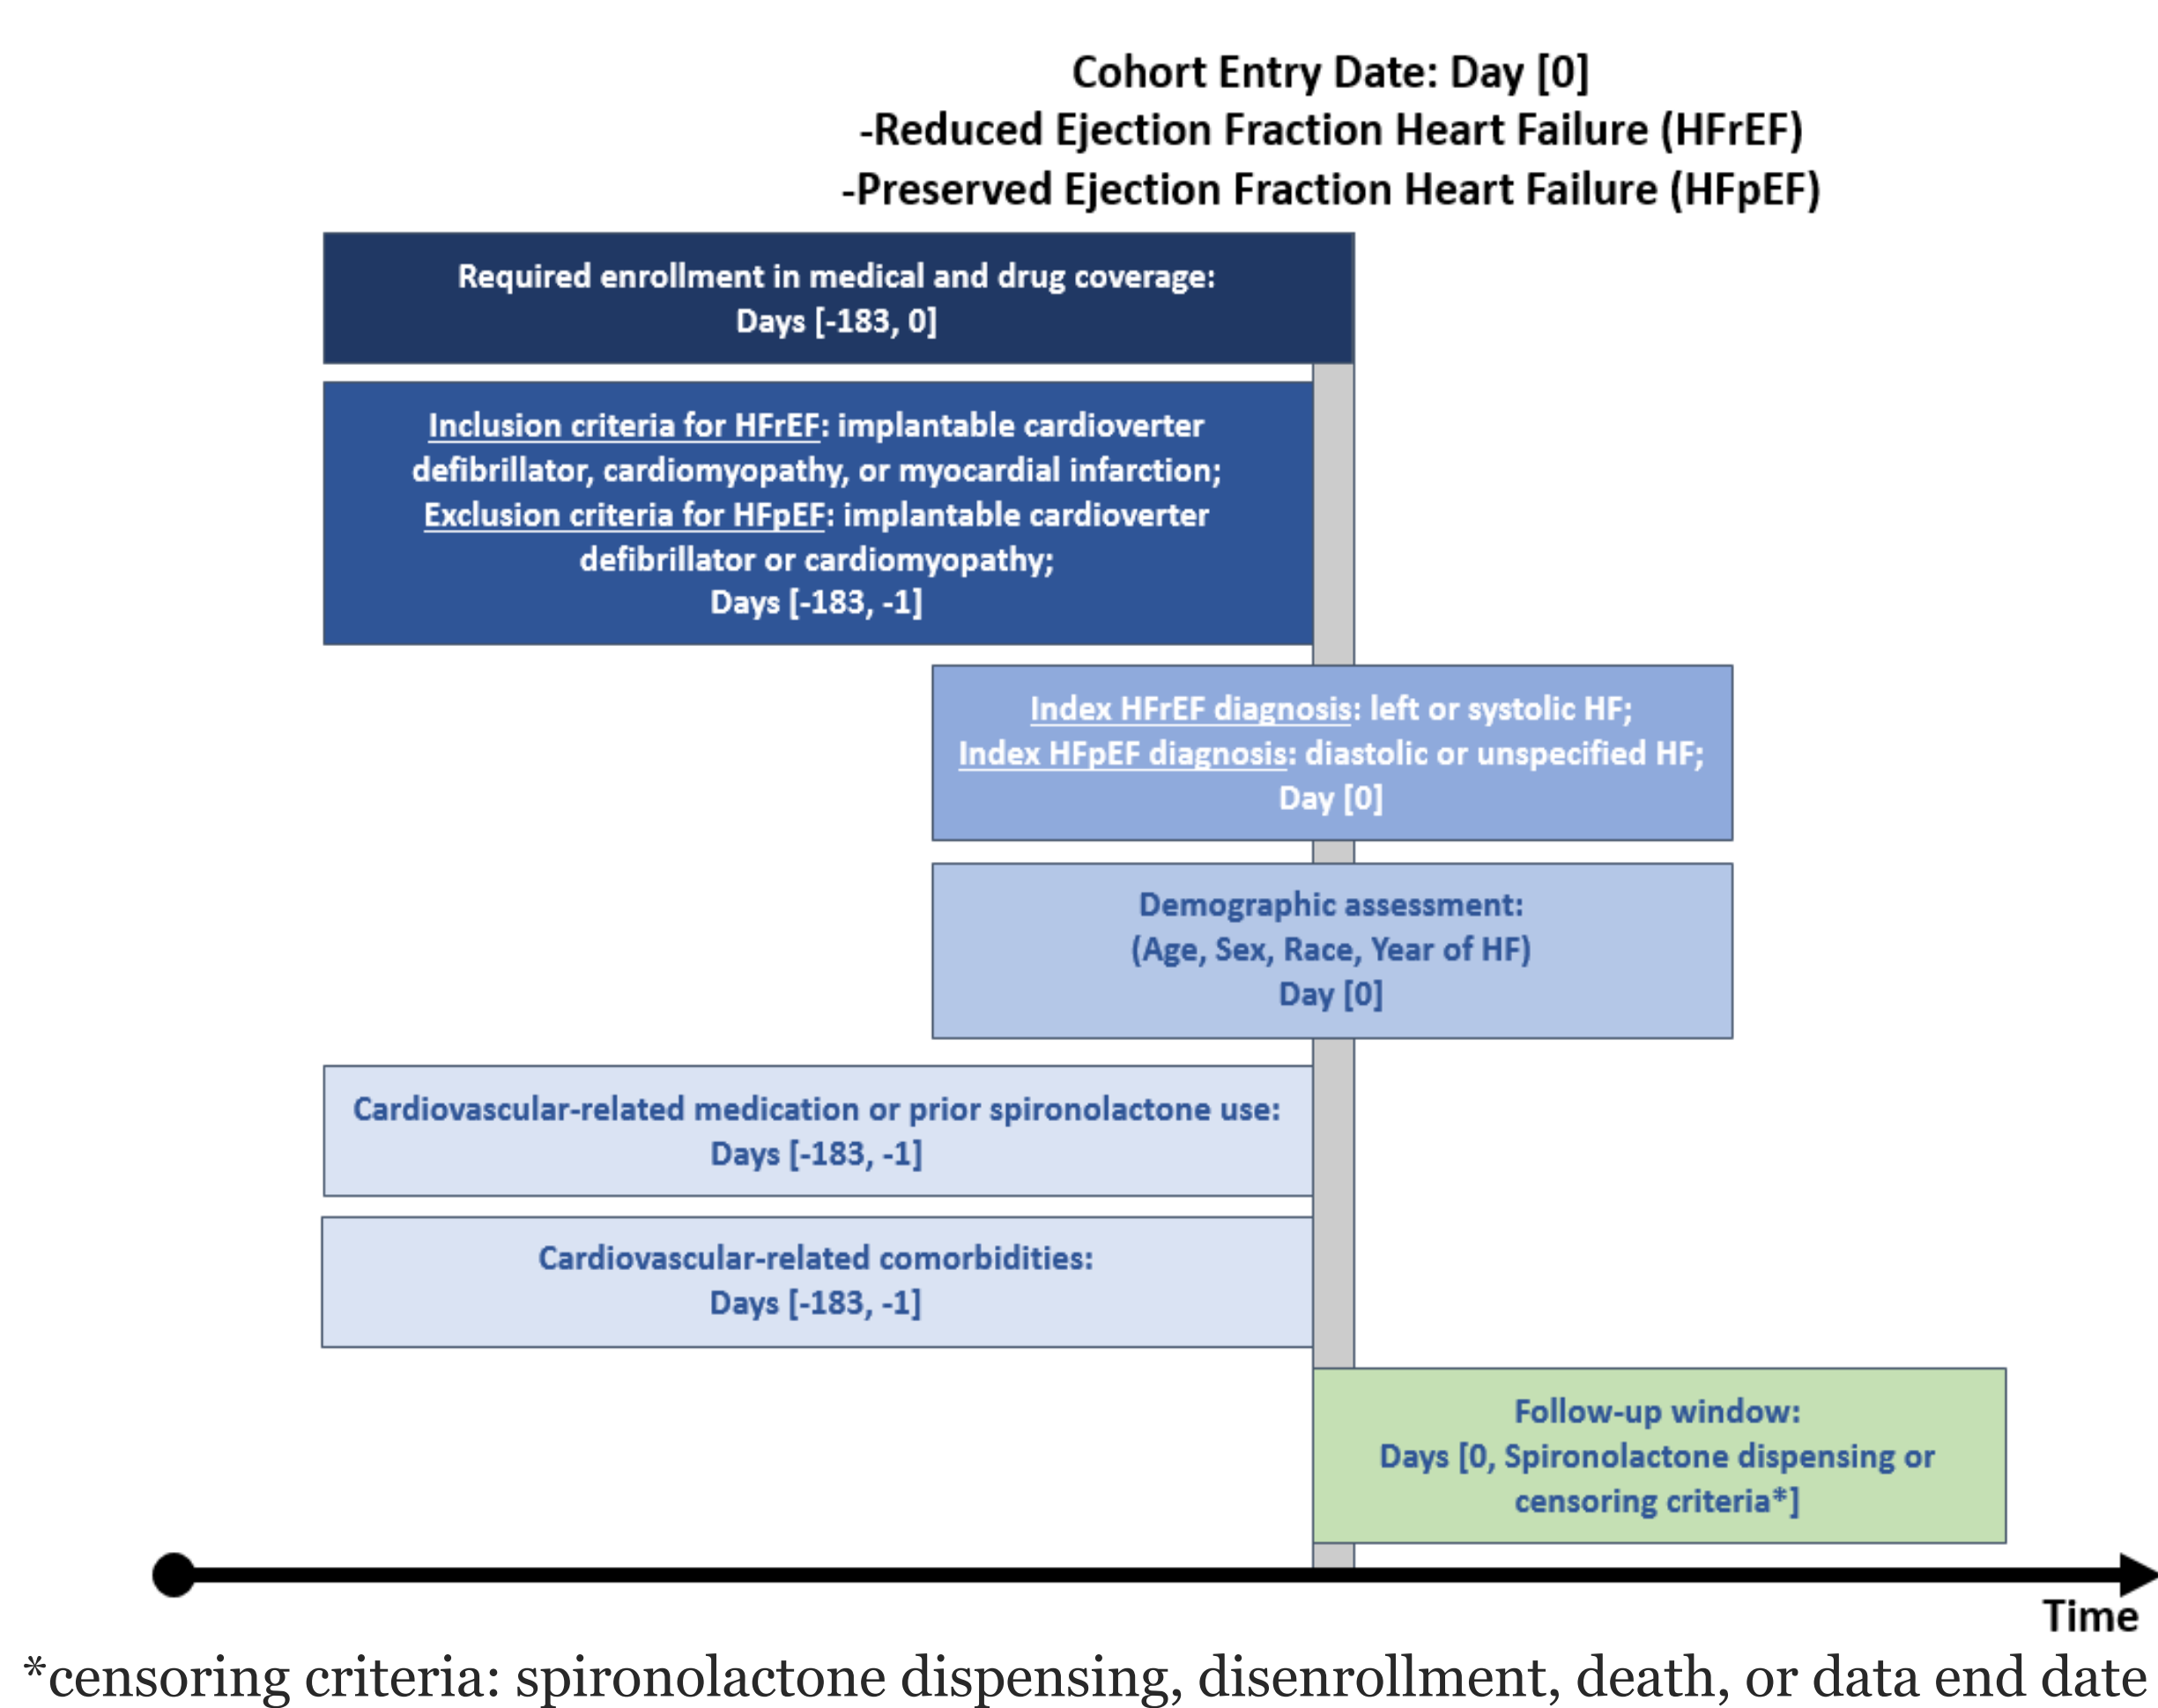 Cohort Entry Date: Day [0]
-Reduced Ejection Fraction Heart Failure (HFrEF)
-Preserved Ejection Fraction Heart Failure (HFpEF)
Required enrollment in medical and drug coverage:
Days [-183, 0]
Inclusion criteria for HFrEF: implantable cardioverter
defibrillator, cardiomyopathy, or myocardial infarction;
Exclusion criteria for HFpEF: implantable cardioverter
defibrillator or cardiomyopathy;
Days [-183, -1]
Index HFrEF diagnosis: left or systolic HF;
Index HFpEF diagnosis: diastolic or unspecified HF;
Day [0]
Demographic assessment:
(Age, Sex, Race, Year of HF)
Day [0]
Cardiovascular-related medication or prior spironolactone use:
Days [-183, -1]
Cardiovascular-related comorbidities:
Days [-183, -1]
Follow-up window:
Days [0, Spironolactone dispensing or
censoring criteria*]
Time
*censoring criteria: spironolactone dispensing, disenrollment, death, or data end date